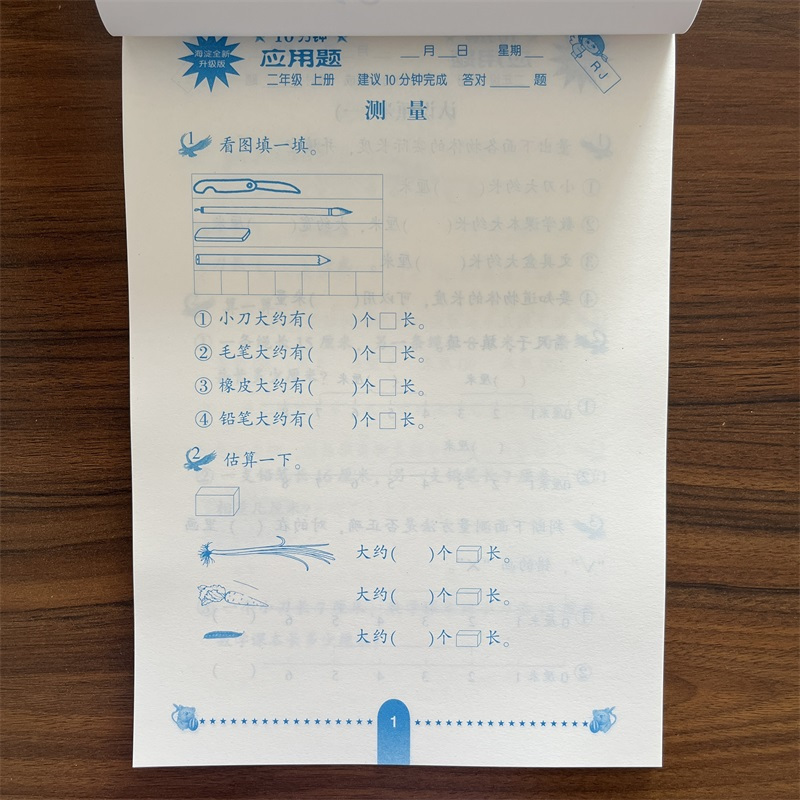 ★10分钟★
海淀全新
升级版
应用题
月 日 星期
RJ
二年级 上册 建议10分钟完成 答对 题
测量
1 看图填一填。
①小刀大约有( )个□长。
②毛笔大约有( )个□长。
③橡皮大约有( )个□长。
④铅笔大约有( )个□长。
2 估算一下。
大约( )个长。
大约( )个长。
大约( )个长。
1